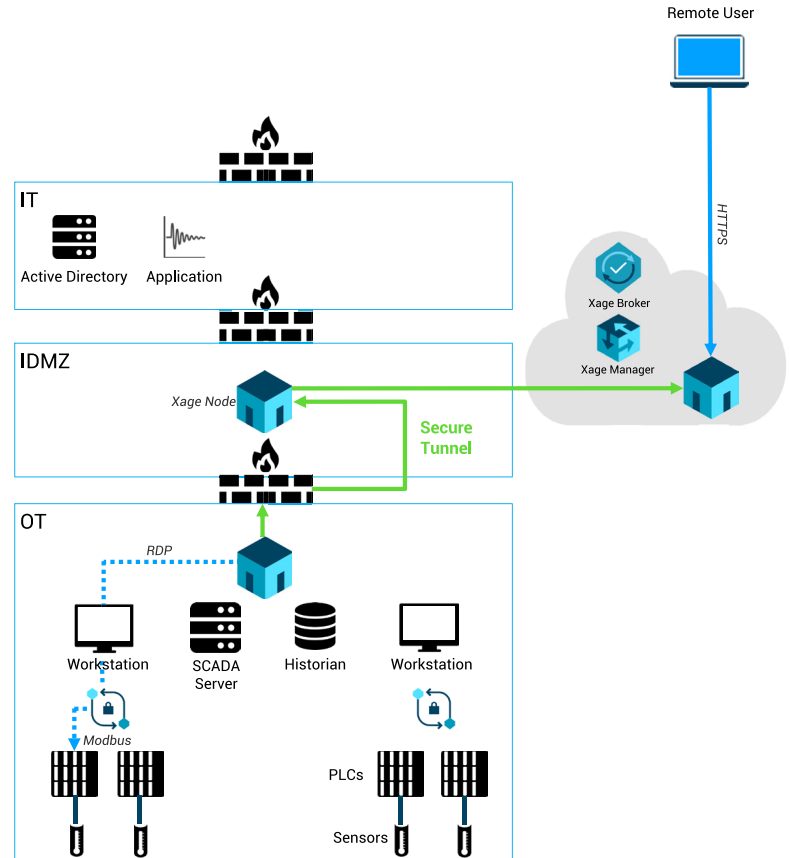 Remote User
IT
HTTPS
Active Directory
Application
Xage Broker
IDMZ
Xage Manager
Xage Node
Secure
Tunnel
OT
RDP
Workstation
SCADA
Server
Historian
Workstation
Modbus
PLCs
Sensors